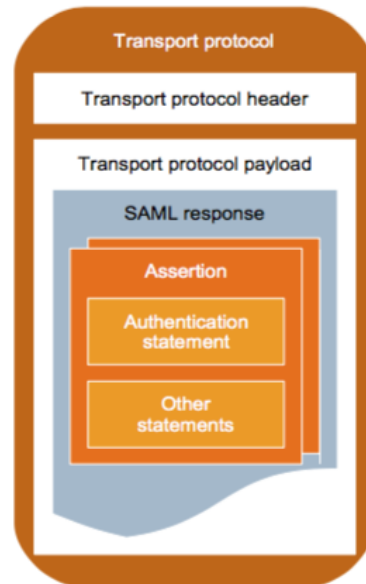 Transport protocol
Transport protocol header
Transport protocol payload
SAML response
Assertion
Authentication
statement
Other
statements